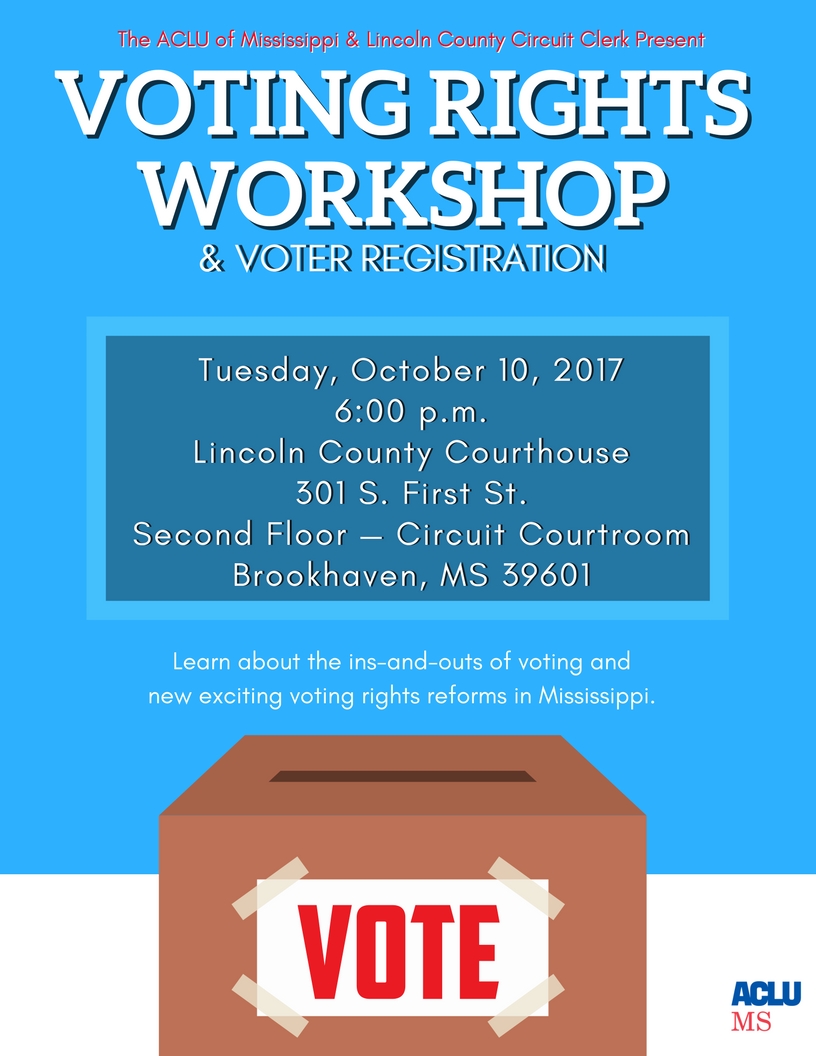 The ACLU of Mississippi & Lincoln County Circuit Clerk Present
VOTING RIGHTS
WORKSHOP
& VOTER REGISTRATION
Tuesday, October 10, 2017
6:00 p.m.
Lincoln County Courthouse
301 S. First St.
Second Floor – Circuit Courtroom
Brookhaven, MS 39601
Learn about the ins-and-outs of voting and
new exciting voting rights reforms in Mississippi.
VOTE
ACLU
MS